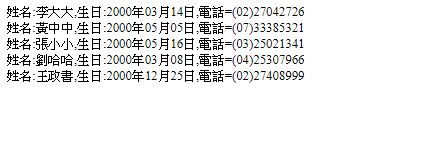 姓名:李大大,生日:2000年03月14日,電話=(02)27042726
姓名:黃中中,生日:2000年05月05日,電話=(07)33385321
姓名:張小小,生日:2000年05月16日,電話=(03)25021341
姓名:劉哈哈,生日:2000年03月08日,電話=(04)25307966
姓名:王政書,生日:2000年12月25日,電話=(02)27408999